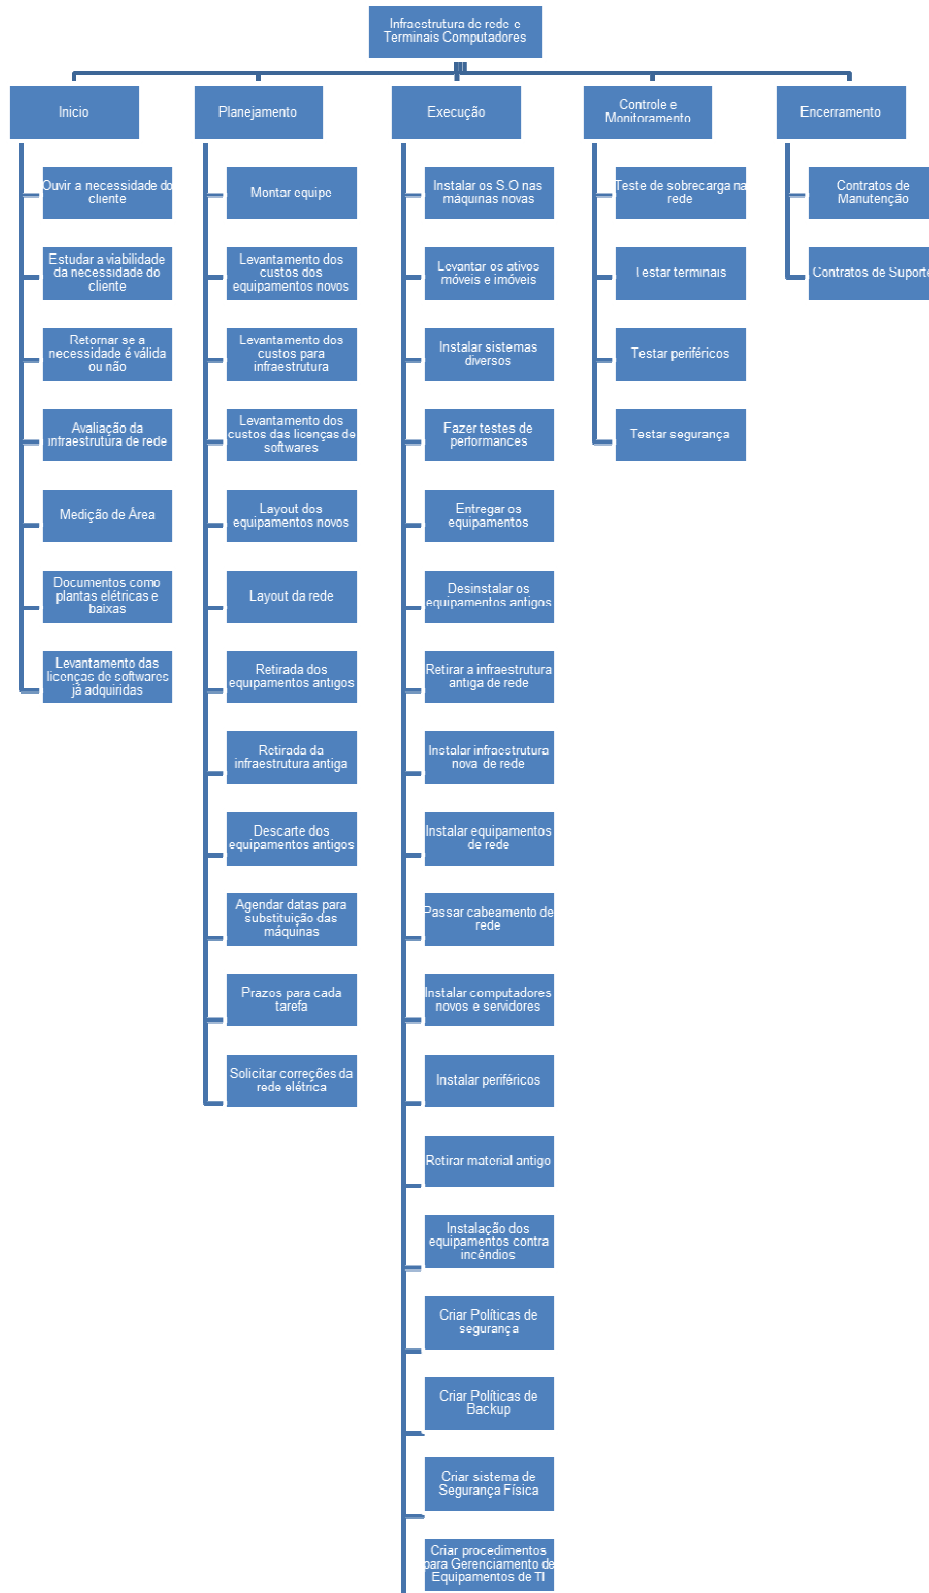 Infraestrutura de rede e
Terminais Computadores
Inicio
Ouvir a necessidade do
cliente
Estudar a viabilidade
da necessidade do
cliente
Retornar se a
necessidade é válida
ou não
Avaliação da
infraestrutura de rede
Medição de Área
Documentos como
plantas elétricas e
baixas
Levantamento das
licenças de softwares
já adquiridas
Planejamento
Montar equipe
Levantamento dos
custos dos
equipamentos novos
Levantamento dos
custos para
infraestrutura
Levantamento dos
custos das licenças de
softwares
Layout dos
equipamentos novos
Layout da rede
Retirada dos
equipamentos antigos
Retirada da
infraestrutura antiga
Descarte dos
equipamentos antigos
Agendar datas para
substituição das
máquinas
Prazos para cada
tarefa
Solicitar correções da
rede elétrica
Execução
Instalar os S.O nas
máquinas novas
Levantar os ativos
móveis e imóveis
Instalar sistemas
diversos
Fazer testes de
performances
Entregar os
equipamentos
Desinstalar os
equipamentos antigos
Retirar a infraestrutura
antiga de rede
Instalar infraestrutura
nova de rede
Instalar equipamentos
de rede
Passar cabeamento de
rede
Instalar computadores
novos e servidores
Instalar periféricos
Retirar material antigo
Instalação dos
equipamentos contra
incêndios
Criar Políticas de
segurança
Criar Políticas de
Backup
Criar sistema de
Segurança Física
Criar procedimentos
para Gerenciamento de
Equipamentos de TI
Controle e
Monitoramento
Teste de sobrecarga na
rede
Testar terminais
Testar periféricos
Testar segurança
Encerramento
Contratos de
Manutenção
Contratos de Suporte